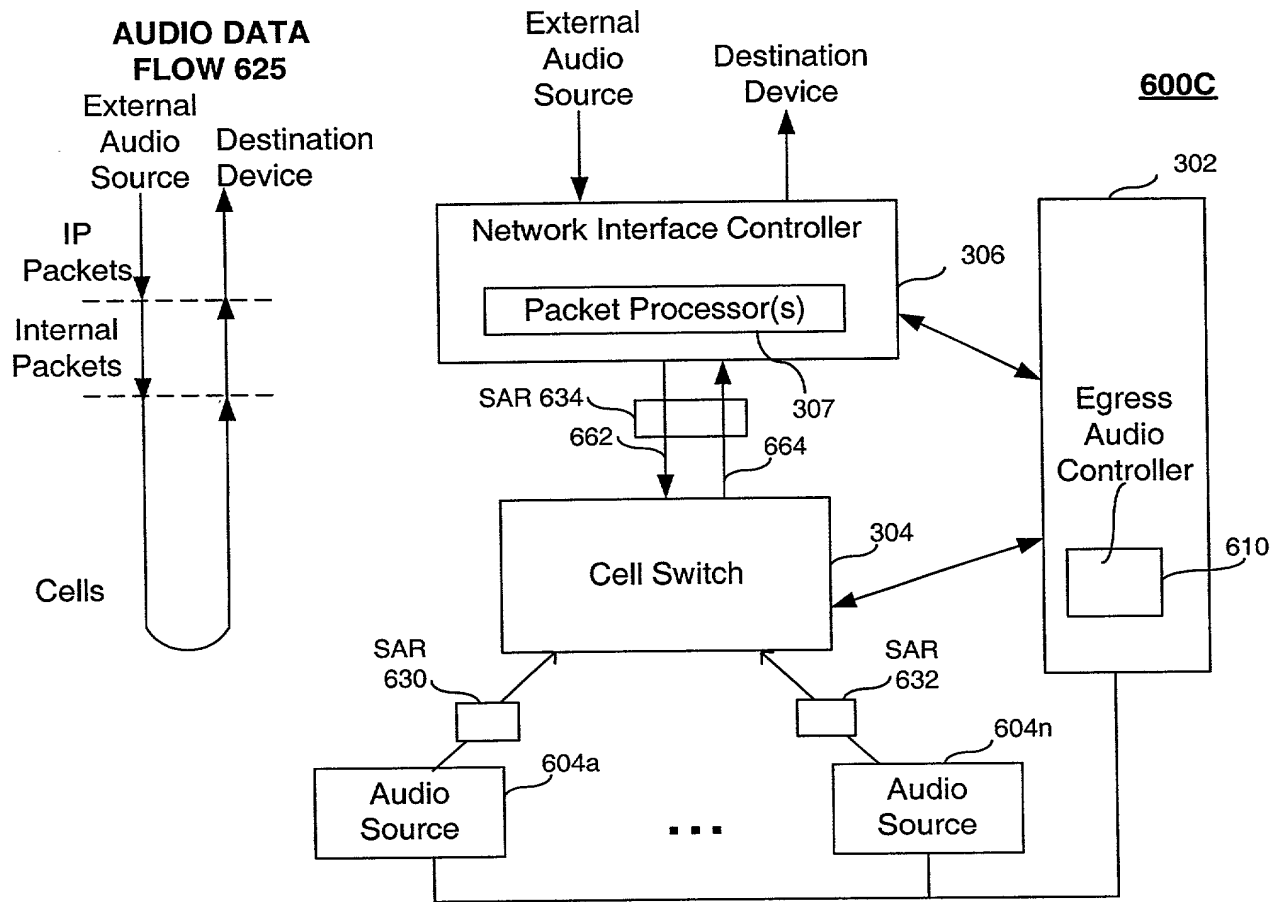 AUDIO DATA
FLOW 625
External
Audio
Source
Destination
Device
IP
Packets
Internal
Packets
Cells
External
Audio
Source
Destination
Device
600C
302
Network Interface Controller
306
Packet Processor(s)
307
SAR 634
662
664
Egress
Audio
Controller
610
304
Cell Switch
SAR
630
SAR
632
604a
Audio
Source
...
604n
Audio
Source